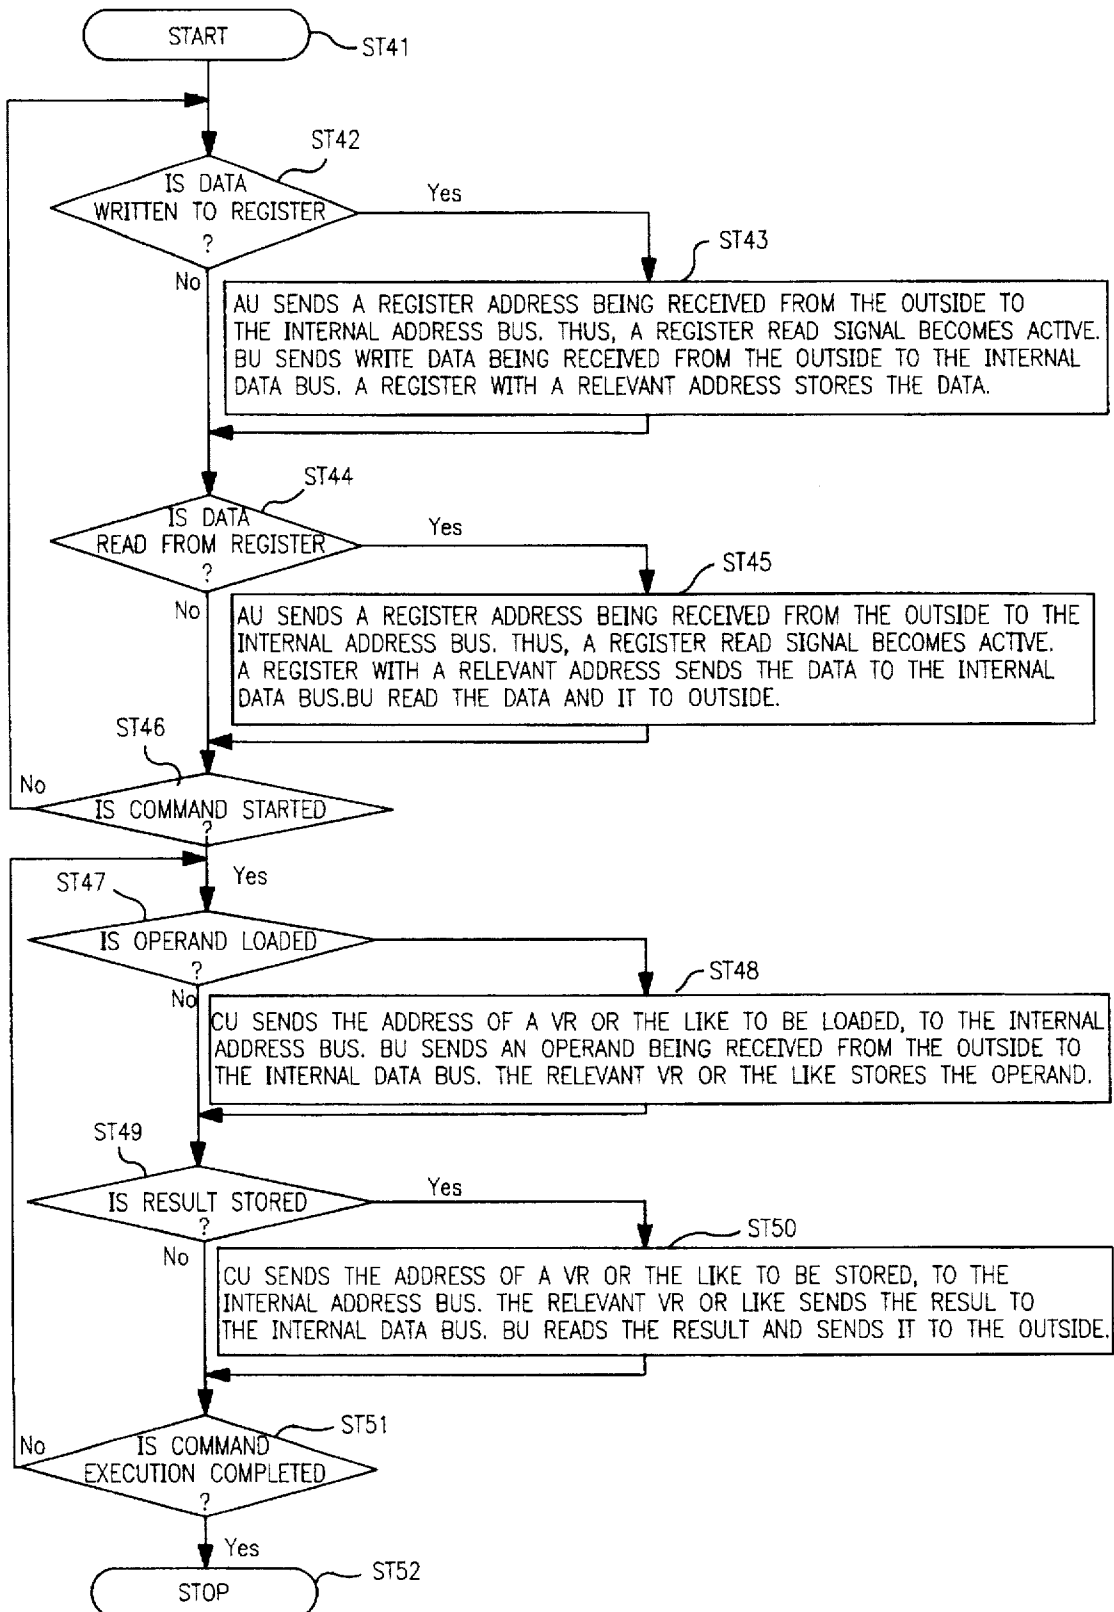 START
ST41
ST42
IS DATA
WRITTEN TO REGISTER
?
Yes
No
ST43
AU SENDS A REGISTER ADDRESS BEING RECEIVED FROM THE OUTSIDE TO
THE INTERNAL ADDRESS BUS. THUS, A REGISTER READ SIGNAL BECOMES ACTIVE.
BU SENDS WRITE DATA BEING RECEIVED FROM THE OUTSIDE TO THE INTERNAL
DATA BUS. A REGISTER WITH A RELEVANT ADDRESS STORES THE DATA.
ST44
IS DATA
READ FROM REGISTER
?
Yes
No
ST45
AU SENDS A REGISTER ADDRESS BEING RECEIVED FROM THE OUTSIDE TO THE
INTERNAL ADDRESS BUS. THUS, A REGISTER READ SIGNAL BECOMES ACTIVE.
A REGISTER WITH A RELEVANT ADDRESS SENDS THE DATA TO THE INTERNAL
DATA BUS.BU READ THE DATA AND IT TO OUTSIDE.
ST46
No
IS COMMAND STARTED
?
Yes
ST47
IS OPERAND LOADED
?
No
ST48
CU SENDS THE ADDRESS OF A VR OR THE LIKE TO BE LOADED, TO THE INTERNAL
ADDRESS BUS. BU SENDS AN OPERAND BEING RECEIVED FROM THE OUTSIDE TO
THE INTERNAL DATA BUS. THE RELEVANT VR OR THE LIKE STORES THE OPERAND.
ST49
IS RESULT STORED
?
Yes
No
ST50
CU SENDS THE ADDRESS OF A VR OR THE LIKE TO BE STORED, TO THE
INTERNAL ADDRESS BUS. THE RELEVANT VR OR LIKE SENDS THE RESUL TO
THE INTERNAL DATA BUS. BU READS THE RESULT AND SENDS IT TO THE OUTSIDE.
ST51
No
IS COMMAND
EXECUTION COMPLETED
?
Yes
STOP
ST52